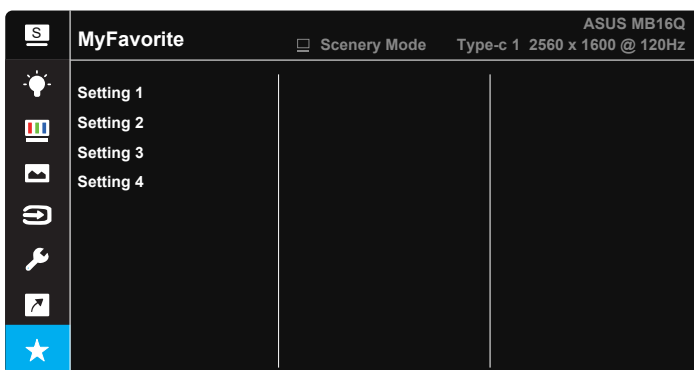 S
ASUS MB16Q
MyFavorite
Scenery Mode Type-c 1 2560 x 1600 @ 120Hz
Setting 1
Setting 2
Setting 3
Setting 4